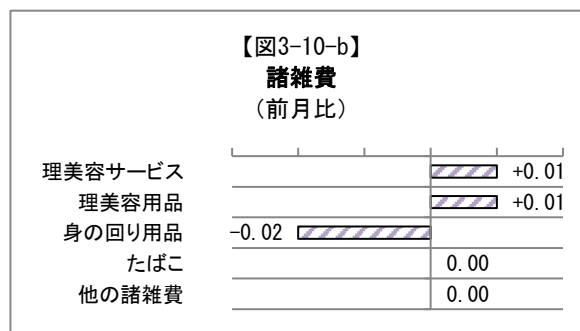 【図3-10-b】
諸雑費
（前月比）
理美容サービス +0.01
理美容用品 +0.01
身の回り用品 -0.02
たばこ 0.00
他の諸雑費 0.00